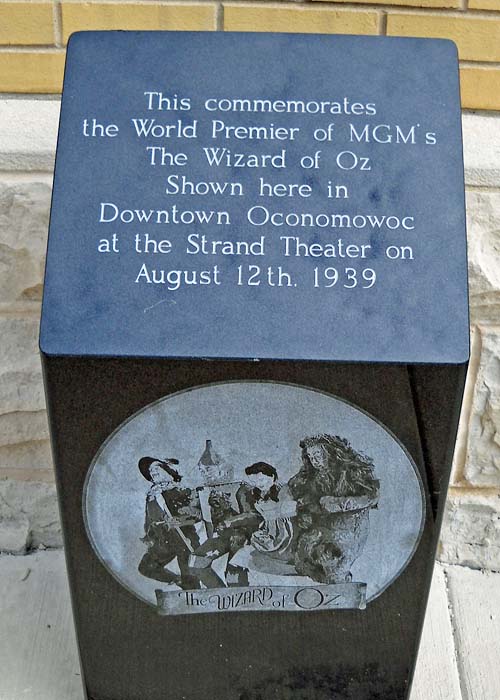 This commemorates
the World Premier of MGM's
The Wizard of Oz
Shown here in
Downtown Oconomowoc
at the Strand Theater on
August 12th. 1939
The WIZARD of Oz